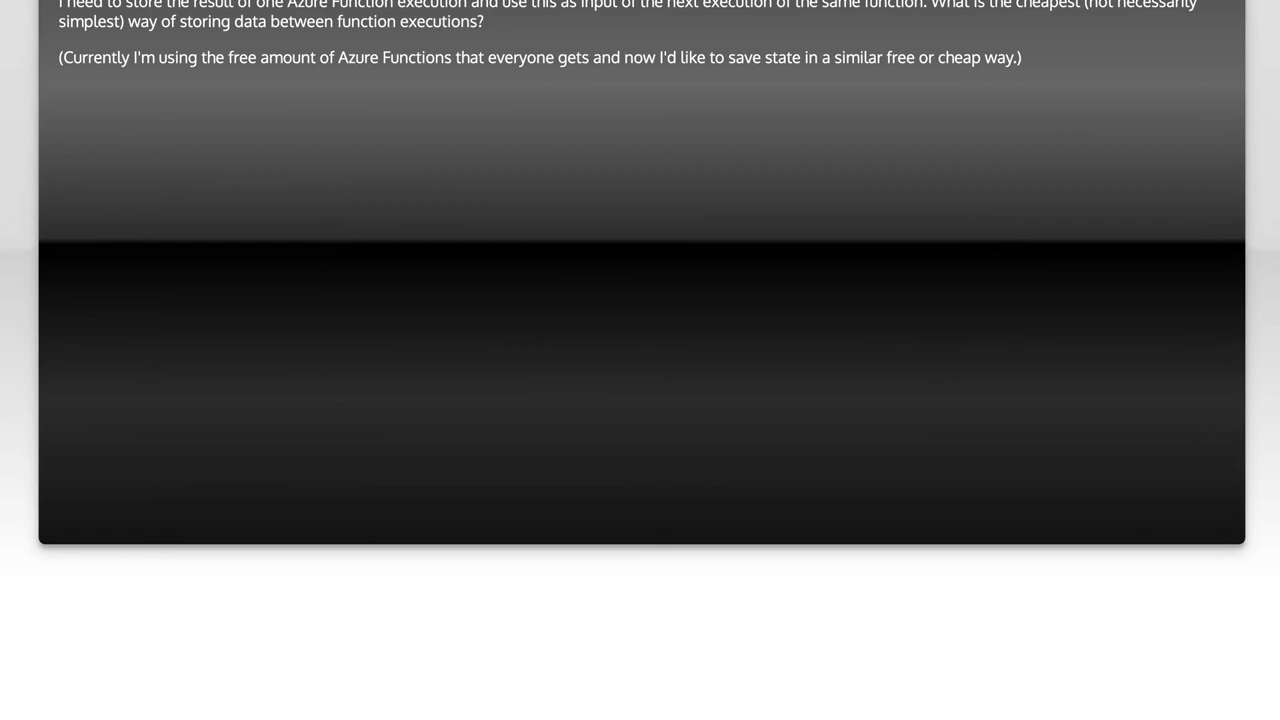 I need to store the result of one Azure Function execution and use this as input of the next execution of the same function. What is the cheapest (not necessarily
simplest) way of storing data between function executions?
(Currently I'm using the free amount of Azure Functions that everyone gets and now I'd like to save state in a similar free or cheap way.)